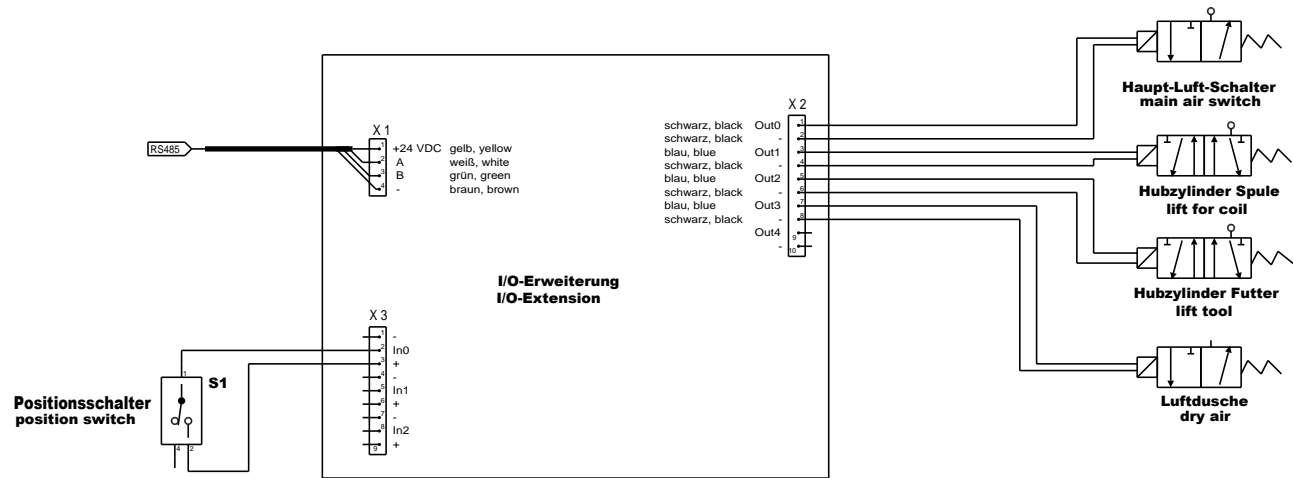 RS485
X 1
1 +24 VDC gelb, yellow
2 A weiß, white
3 B grün, green
4 - braun, brown
X 2
schwarz, black Out0 1
schwarz, black - 2
blau, blue Out1 3
schwarz, black - 4
blau, blue Out2 5
schwarz, black - 6
blau, blue Out3 7
schwarz, black - 8
Out4 9
- 10
I/O-Erweiterung
I/O-Extension
X 3
1 -
2 In0
3 +
4 -
5 In1
6 +
7 -
8 In2
9 +
1
S1
Positionsschalter
position switch
4 2
Haupt-Luft-Schalter
main air switch
Hubzylinder Spule
lift for coil
Hubzylinder Futter
lift tool
Luftdusche
dry air